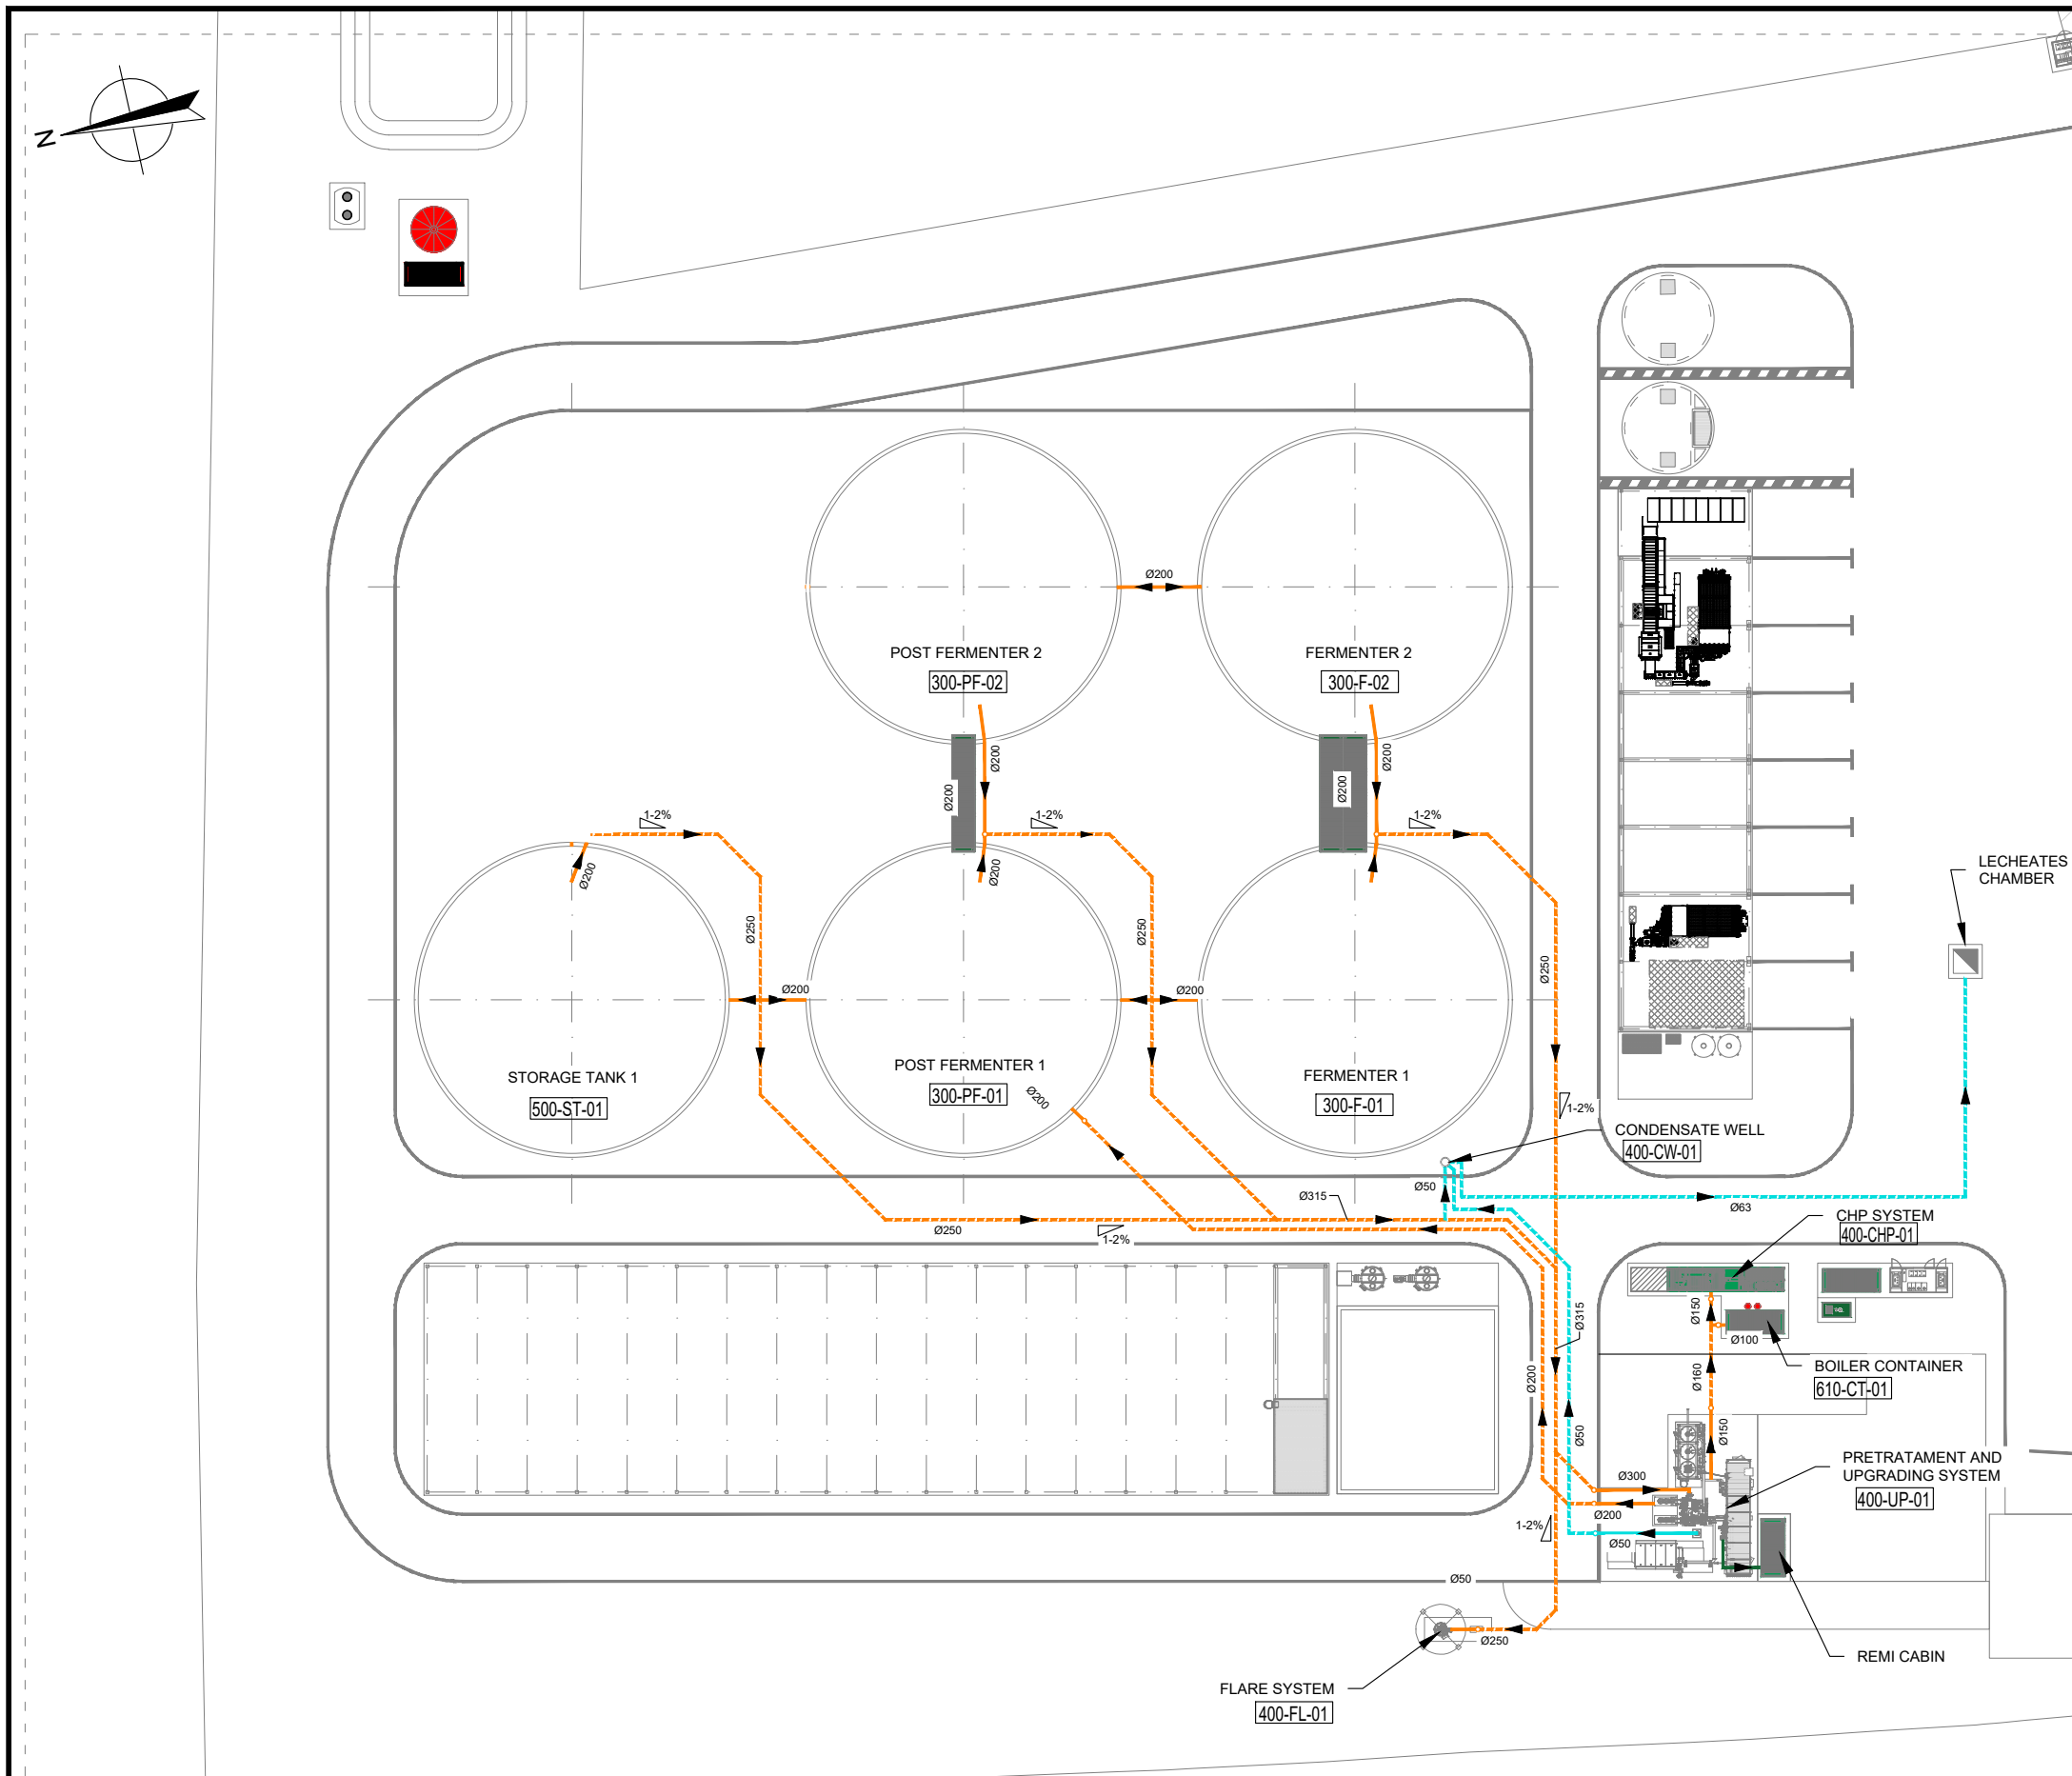 N
Ø200
POST FERMENTER 2
300-PF-02
FERMENTER 2
300-F-02
Ø200
Ø200
Ø200
Ø200
1-2%
1-2%
1-2%
Ø200
Ø200
Ø250
Ø250
Ø250
Ø200
Ø200
LECHEATES
CHAMBER
STORAGE TANK 1
500-ST-01
POST FERMENTER 1
300-PF-01
Ø200
FERMENTER 1
300-F-01
1-2%
CONDENSATE WELL
400-CW-01
Ø50
Ø315
Ø63
Ø250
1-2%
CHP SYSTEM
400-CHP-01
Ø150
Ø315
Ø100
BOILER CONTAINER
610-CT-01
Ø160
Ø200
Ø50
Ø150
PRETRATAMENT AND
UPGRADING SYSTEM
400-UP-01
Ø300
Ø200
1-2%
Ø50
Ø50
Ø250
REMI CABIN
FLARE SYSTEM
400-FL-01